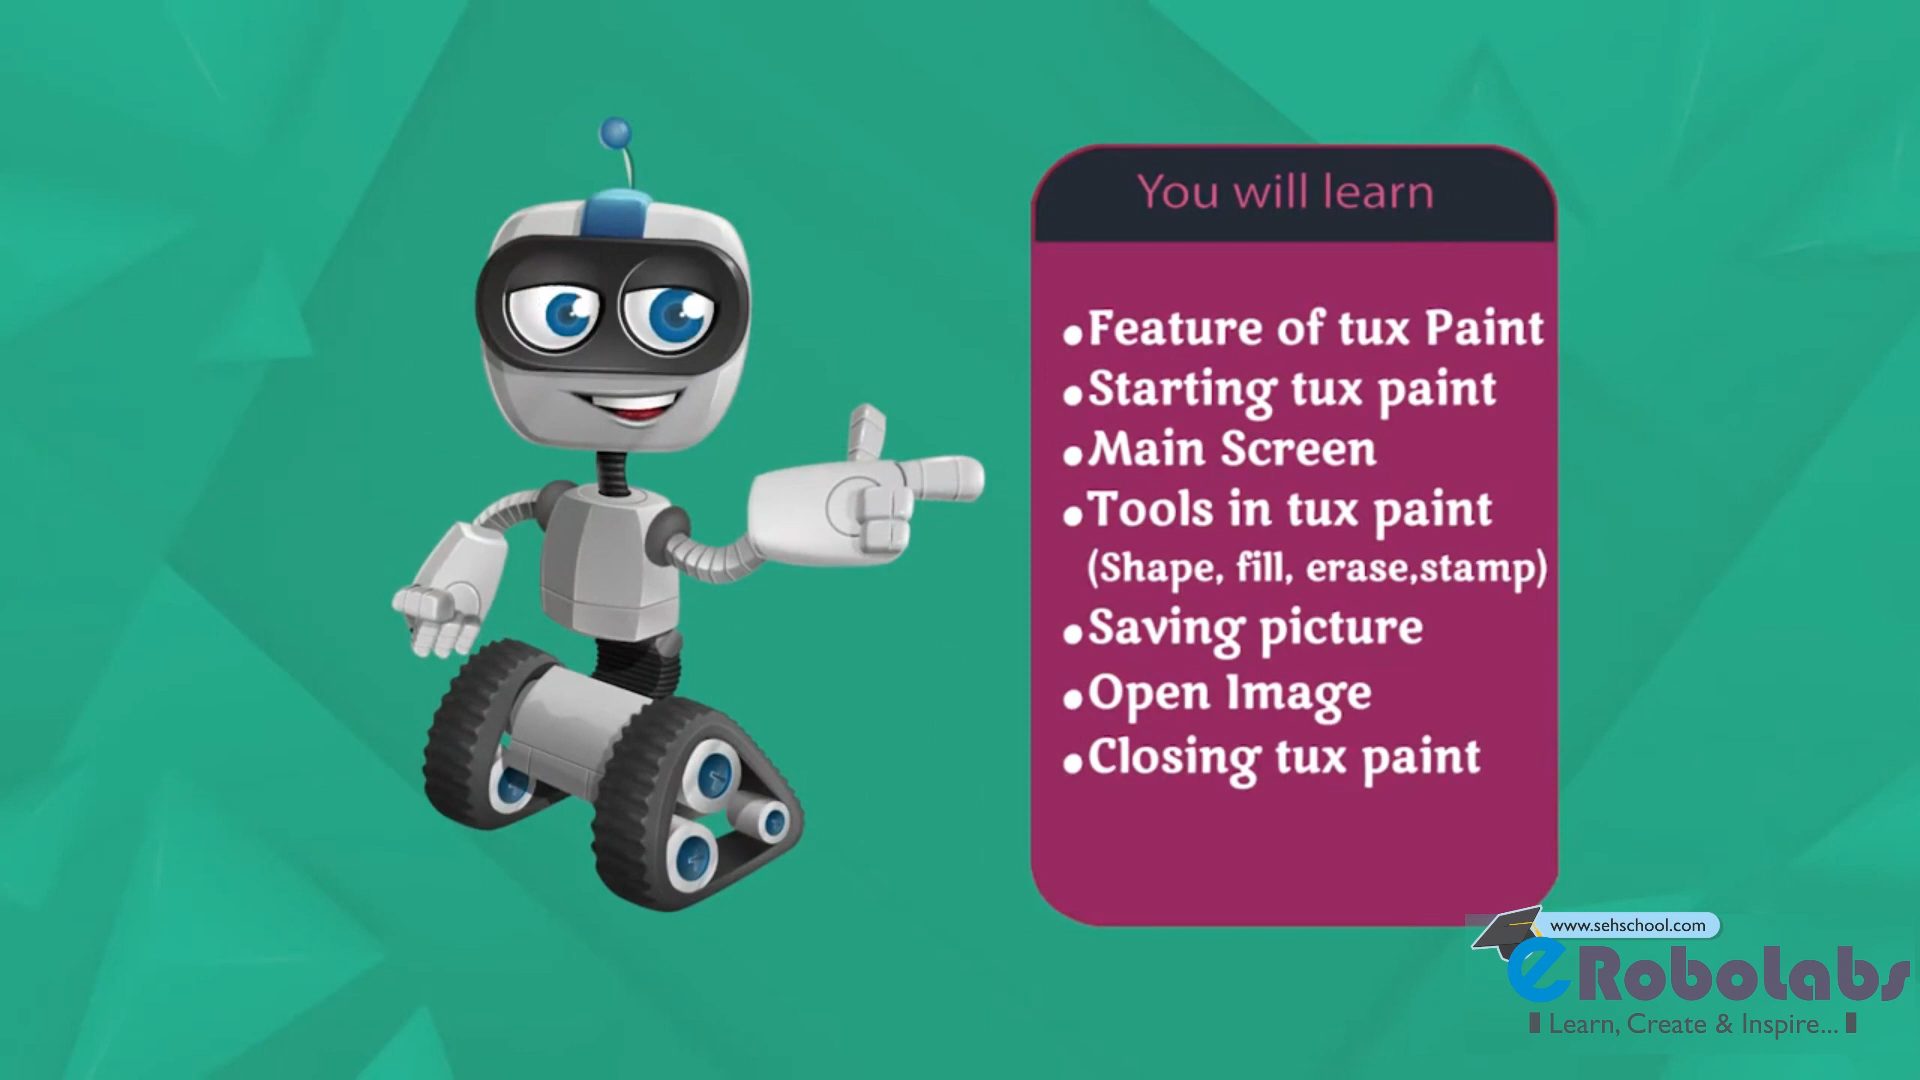 You will learn
•Feature of tux Paint
•Starting tux paint
•Main Screen
•Tools in tux paint
(Shape, fill, erase,stamp)
•Saving picture
•Open Image
•Closing tux paint
www.sehschool.com
eRobolabs
Learn, Create & Inspire...